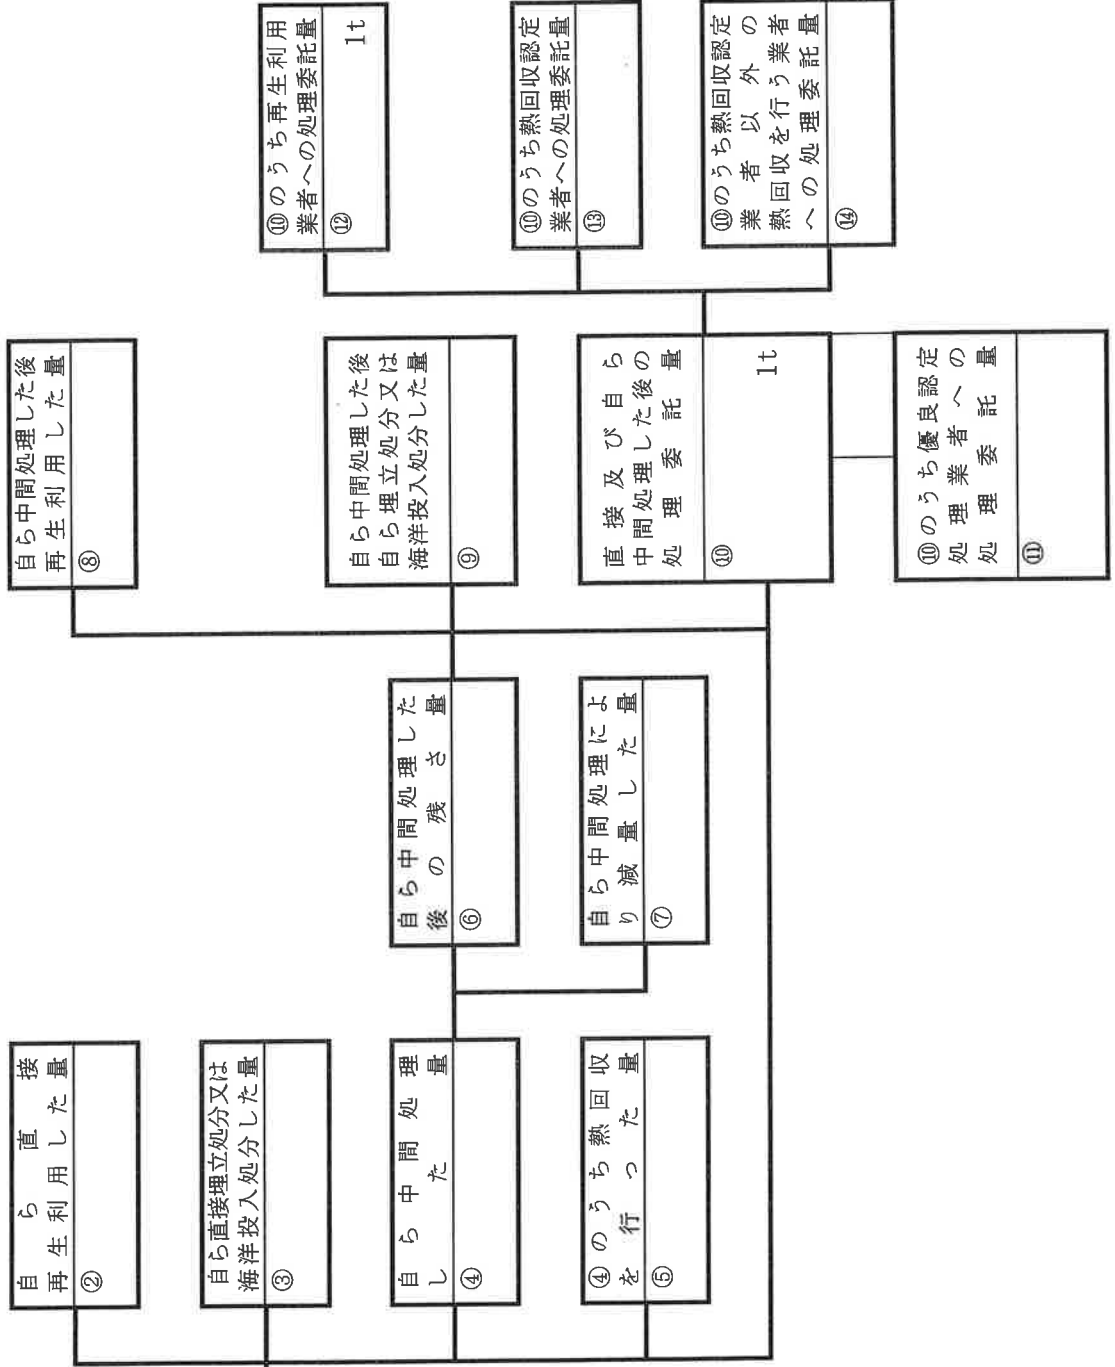 自ら直接
再生利用した量
②
自ら直接埋立処分又は
海洋投入処分した量
③
自ら中間処理
した量
④
④のうち熱回収
を行った量
⑤
自ら中間処理した
後の残さ量
⑥
自ら中間処理によ
り減量した量
⑦
自ら中間処理した後
再生利用した量
⑧
自ら中間処理した後
自ら埋立処分又は
海洋投入処分した量
⑨
直接及び自ら
中間処理した後の
処理委託量
⑩
1t
⑩のうち優良認定
処理業者への
処理委託量
⑪
⑩のうち再生利用
業者への処理委託量
⑫
1t
⑩のうち熱回収認定
業者への処理委託量
⑬
⑩のうち熱回収認定
業者以外の
熱回収を行う業者
への処理委託量
⑭